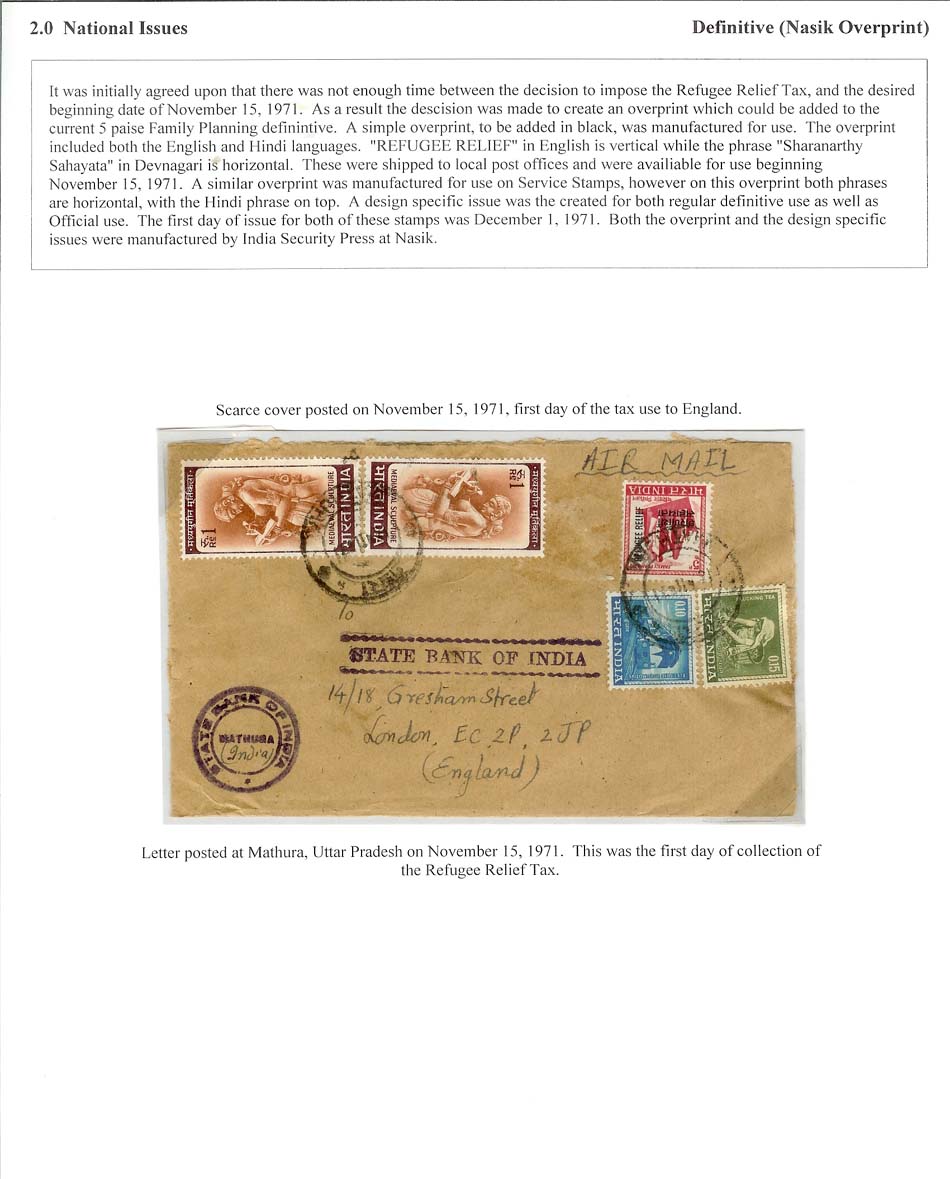 2.0 National Issues
Definitive (Nasik Overprint)
It was initially agreed upon that there was not enough time between the decision to impose the Refugee Relief Tax, and the desired
beginning date of November 15, 1971. As a result the descision was made to create an overprint which could be added to the
current 5 paise Family Planning definintive. A simple overprint, to be added in black, was manufactured for use. The overprint
included both the English and Hindi languages. "REFUGEE RELIEF" in English is vertical while the phrase "Sharanarthy
Sahayata" in Devnagari is horizontal. These were shipped to local post offices and were availiable for use beginning
November 15, 1971. A similar overprint was manufactured for use on Service Stamps, however on this overprint both phrases
are horizontal, with the Hindi phrase on top. A design specific issue was the created for both regular definitive use as well as
Official use. The first day of issue for both of these stamps was December 1, 1971. Both the overprint and the design specific
issues were manufactured by India Security Press at Nasik.
Scarce cover posted on November 15, 1971, first day of the tax use to England.
AIR MAIL
मध्ययुगीन मूर्तिकला
रु 1
Re 1
MEDIAEVAL SCULPTURE
भारत INDIA
भारत INDIA
MEDIAEVAL SCULPTURE
रु 1
Re 1
मध्ययुगीन मूर्तिकला
भारत INDIA
REFUGEE RELIEF
शरणार्थी
सहायता
5
भारत INDIA
0.10
भारत INDIA
PLUCKING TEA
0.15
To
STATE BANK OF INDIA
14/18, Gresham Street
London, EC 2P, 2JP
(England)
STATE BANK OF INDIA
MATHURA
(India)
Letter posted at Mathura, Uttar Pradesh on November 15, 1971. This was the first day of collection of
the Refugee Relief Tax.